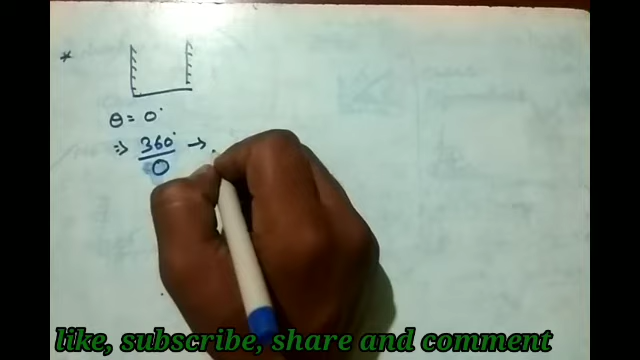 *
θ = 0°
⇒ 360° / 0 →
like, subscribe, share and comment